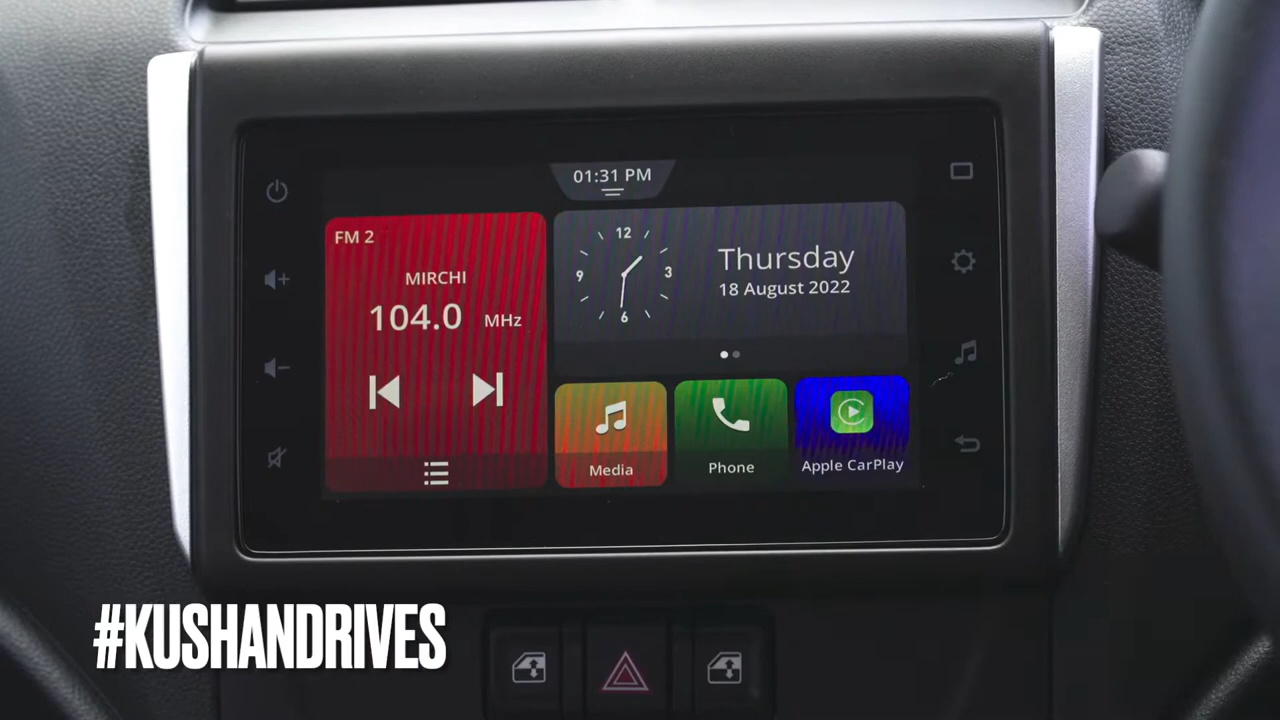 01:31 PM
FM 2
MIRCHI
104.0 MHz
12
9
3
6
Thursday
18 August 2022
Media
Phone
Apple CarPlay
#KUSHANDRIVES